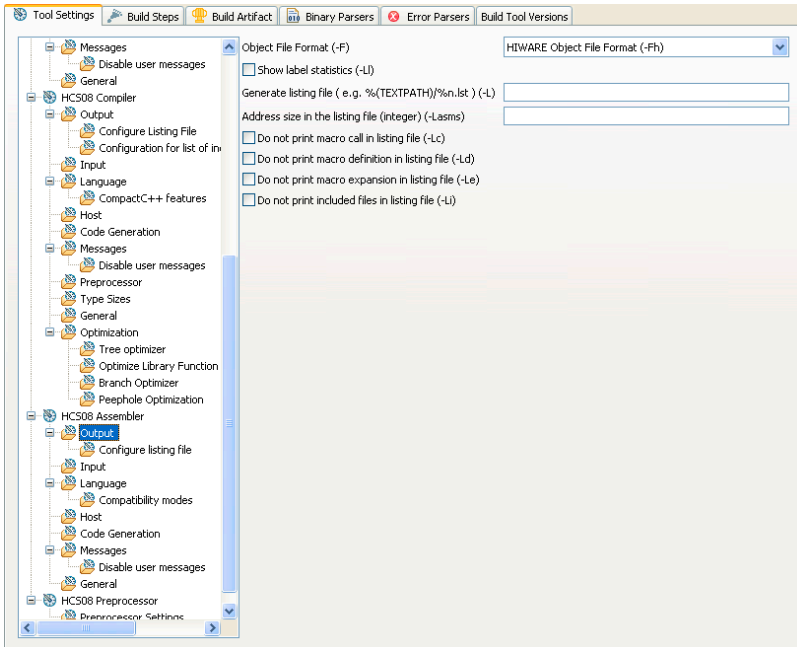 Tool Settings
Build Steps
Build Artifact
Binary Parsers
Error Parsers
Build Tool Versions
Messages
Disable user messages
General
HCS08 Compiler
Output
Configure Listing File
Configuration for list of in
Input
Language
CompactC++ features
Host
Code Generation
Messages
Disable user messages
Preprocessor
Type Sizes
General
Optimization
Tree optimizer
Optimize Library Function
Branch Optimizer
Peephole Optimization
HCS08 Assembler
Output
Configure listing file
Input
Language
Compatibility modes
Host
Code Generation
Messages
Disable user messages
General
HCS08 Preprocessor
Preprocessor Settings
Object File Format (-F)
HIWARE Object File Format (-Fh)
Show label statistics (-Ll)
Generate listing file ( e.g. %(TEXTPATH)/%n.lst ) (-L)
Address size in the listing file (integer) (-Lasms)
Do not print macro call in listing file (-Lc)
Do not print macro definition in listing file (-Ld)
Do not print macro expansion in listing file (-Le)
Do not print included files in listing file (-Li)